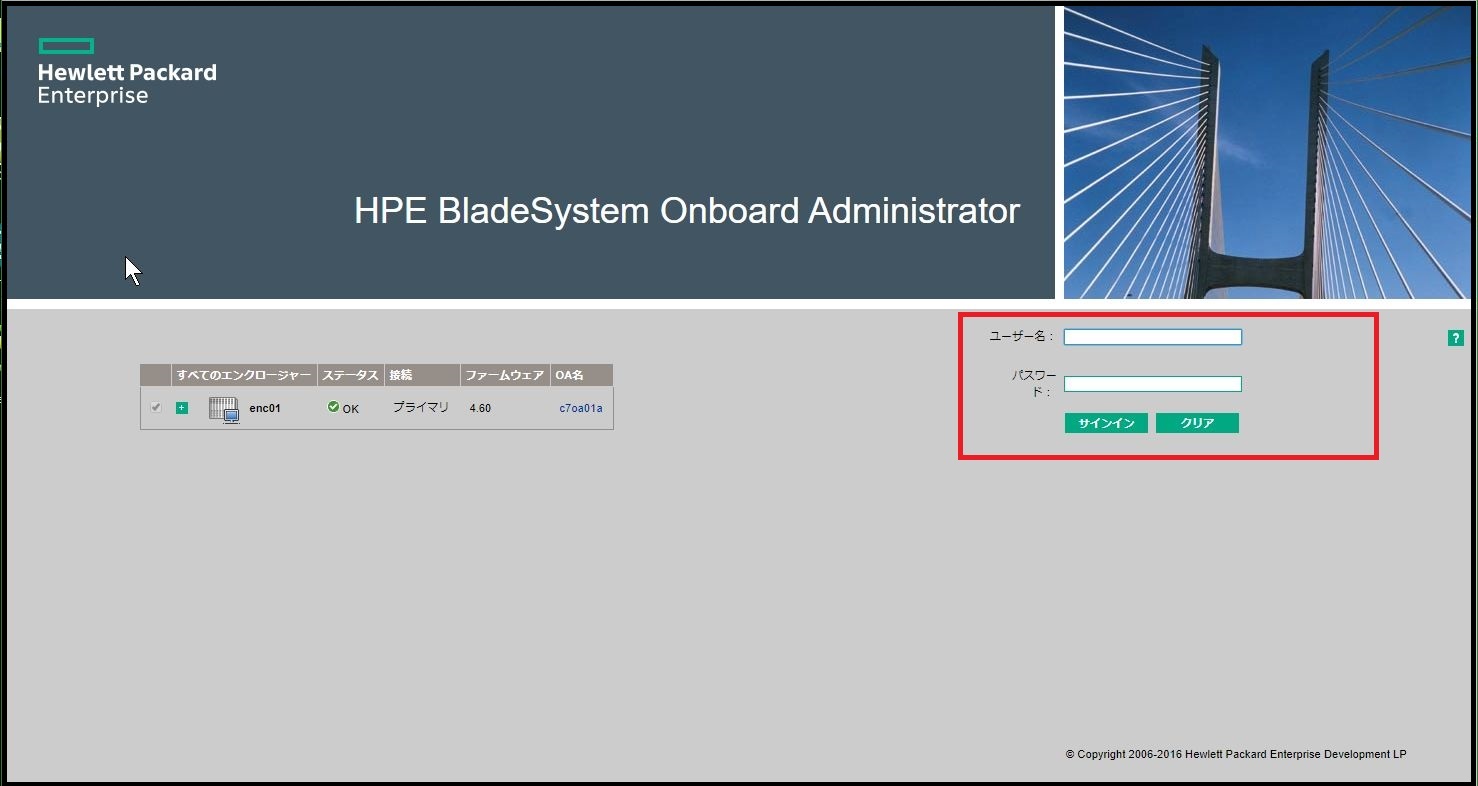 Hewlett Packard
Enterprise
HPE BladeSystem Onboard Administrator
ユーザー名：
パスワー
ド：
サインイン クリア
?
すべてのエンクロージャー ステータス 接続 ファームウェア OA名
enc01 OK プライマリ 4.60 c7oa01a
© Copyright 2006-2016 Hewlett Packard Enterprise Development LP